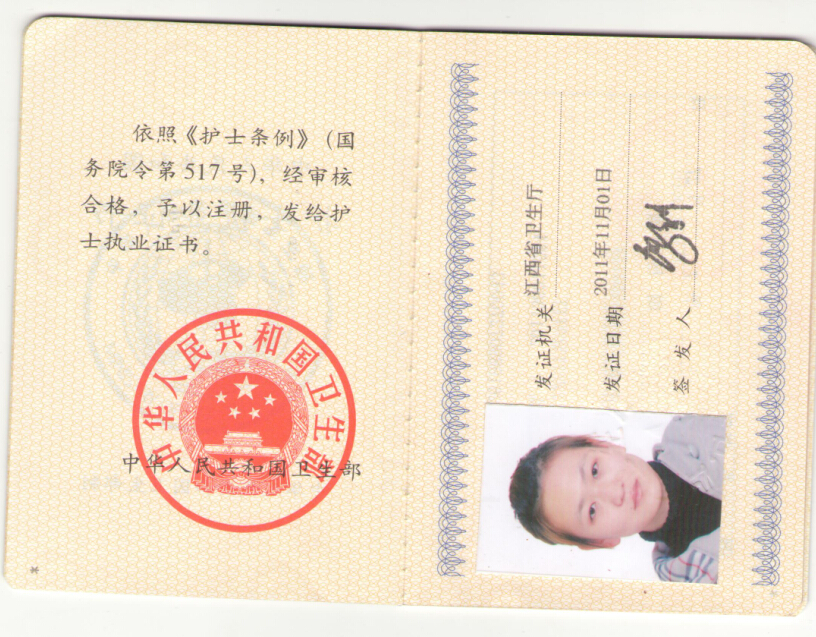 依照《护士条例》（国
务院令第 517 号），经审核
合格，予以注册，发给护
士执业证书。
中华人民共和国卫生部
中华人民共和国卫生部
*
发证机关 江西省卫生厅
发证日期 2011年11月01日
签发人